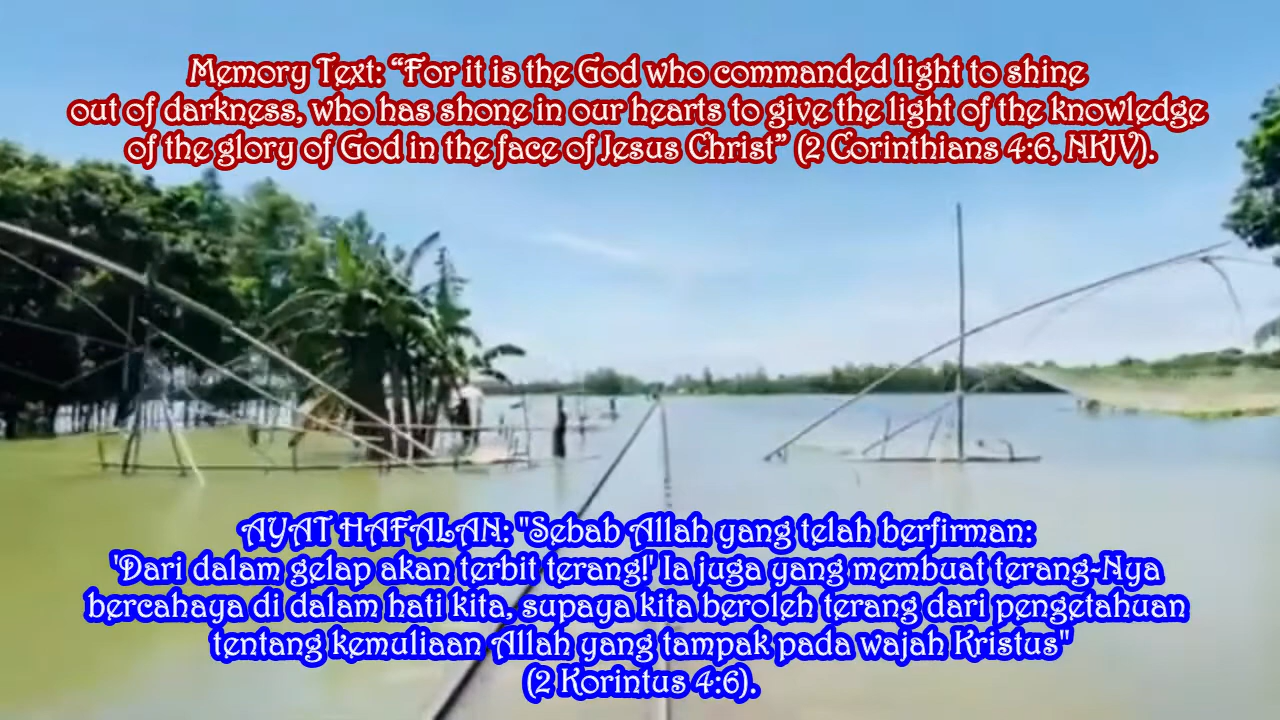 Memory Text: “For it is the God who commanded light to shine
out of darkness, who has shone in our hearts to give the light of the knowledge
of the glory of God in the face of Jesus Christ” (2 Corinthians 4:6, NKJV).
AYAT HAFALAN: "Sebab Allah yang telah berfirman:
'Dari dalam gelap akan terbit terang!' Ia juga yang membuat terang-Nya
bercahaya di dalam hati kita, supaya kita beroleh terang dari pengetahuan
tentang kemuliaan Allah yang tampak pada wajah Kristus"
(2 Korintus 4:6).